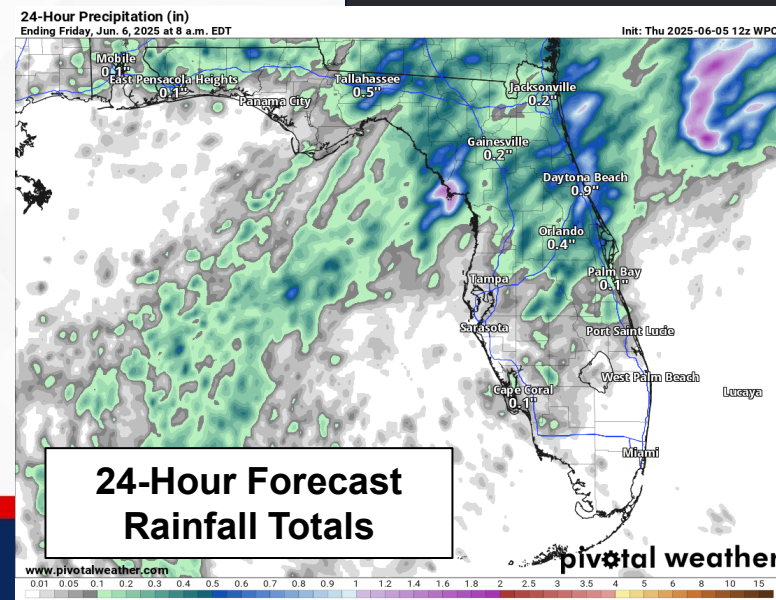 24-Hour Precipitation (in)
Ending Friday, Jun. 6, 2025 at 8 a.m. EDT
Init: Thu 2025-06-05 12z WPC
Mobile
0.1"
East Pensacola Heights
0.1"
Panama City
Tallahassee
0.5"
Jacksonville
0.2"
Gainesville
0.2"
Daytona Beach
0.9"
Orlando
0.4"
Tampa
Palm Bay
0.1"
Sarasota
Port Saint Lucie
West Palm Beach
Lucaya
Cape Coral
0.1"
Miami
24-Hour Forecast
Rainfall Totals
www.pivotalweather.com
pivotal weather
0.01 0.05 0.1 0.2 0.3 0.4 0.5 0.6 0.7 0.8 0.9 1 1.2 1.4 1.6 1.8 2 2.5 3 3.5 4 5 6 8 10 15